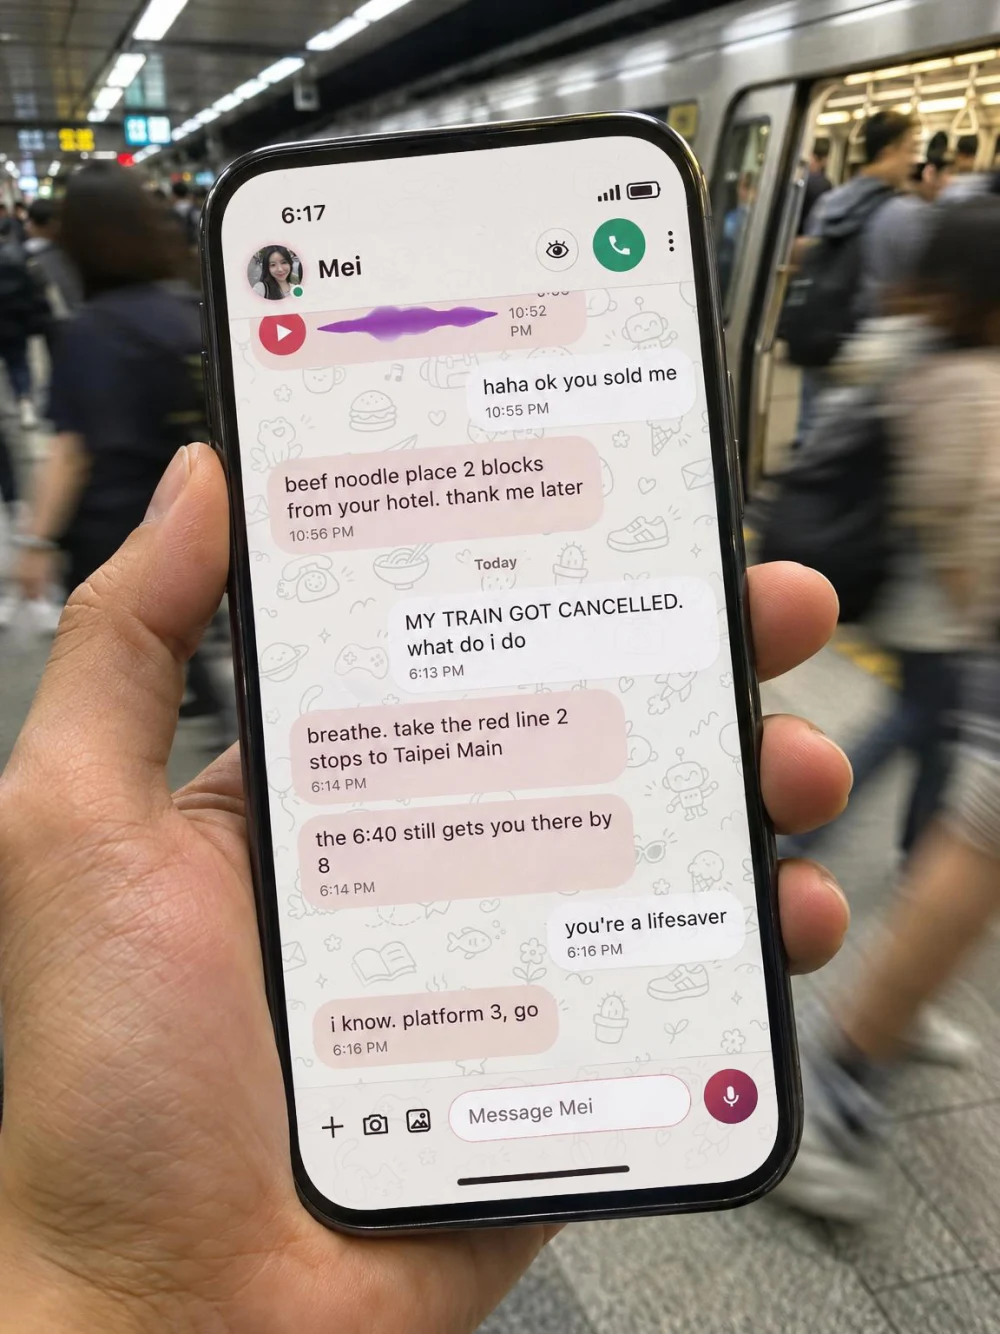 6:17
Mei
10:52
PM
haha ok you sold me
10:55 PM
beef noodle place 2 blocks
from your hotel. thank me later
10:56 PM
Today
MY TRAIN GOT CANCELLED.
what do i do
6:13 PM
breathe. take the red line 2
stops to Taipei Main
6:14 PM
the 6:40 still gets you there by
8
6:14 PM
you're a lifesaver
6:16 PM
i know. platform 3, go
6:16 PM
Message Mei